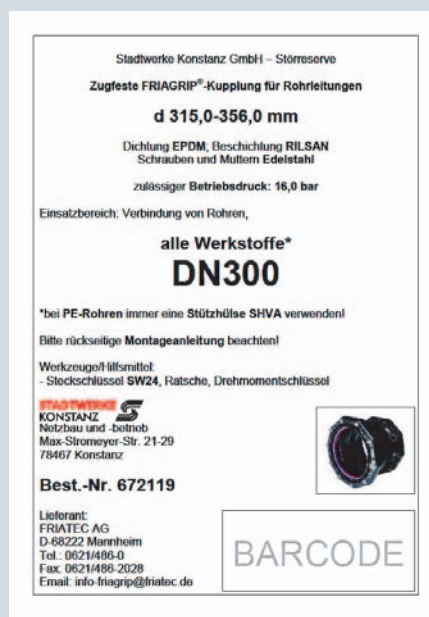 Stadtwerke Konstanz GmbH – Störreserve
Zugfeste FRIAGRIP®-Kupplung für Rohrleitungen
d 315,0-356,0 mm
Dichtung EPDM; Beschichtung RILSAN
Schrauben und Muttern Edelstahl
zulässiger Betriebsdruck: 16,0 bar
Einsatzbereich: Verbindung von Rohren,
alle Werkstoffe*
DN300
*bei PE-Rohren immer eine Stützhülse SHVA verwenden!
Bitte rückseitige Montageanleitung beachten!
Werkzeuge/Hilfsmittel:
- Steckschlüssel SW24, Ratsche, Drehmomentschlüssel
STADTWERKE
KONSTANZ
Netzbau und -betrieb
Max-Stromeyer-Str. 21-29
78467 Konstanz
Best.-Nr. 672119
Lieferant:
FRIATEC AG
D-68222 Mannheim
Tel.: 0621/486-0
Fax: 0621/486-2028
Email: info-friagrip@friatec.de
BARCODE